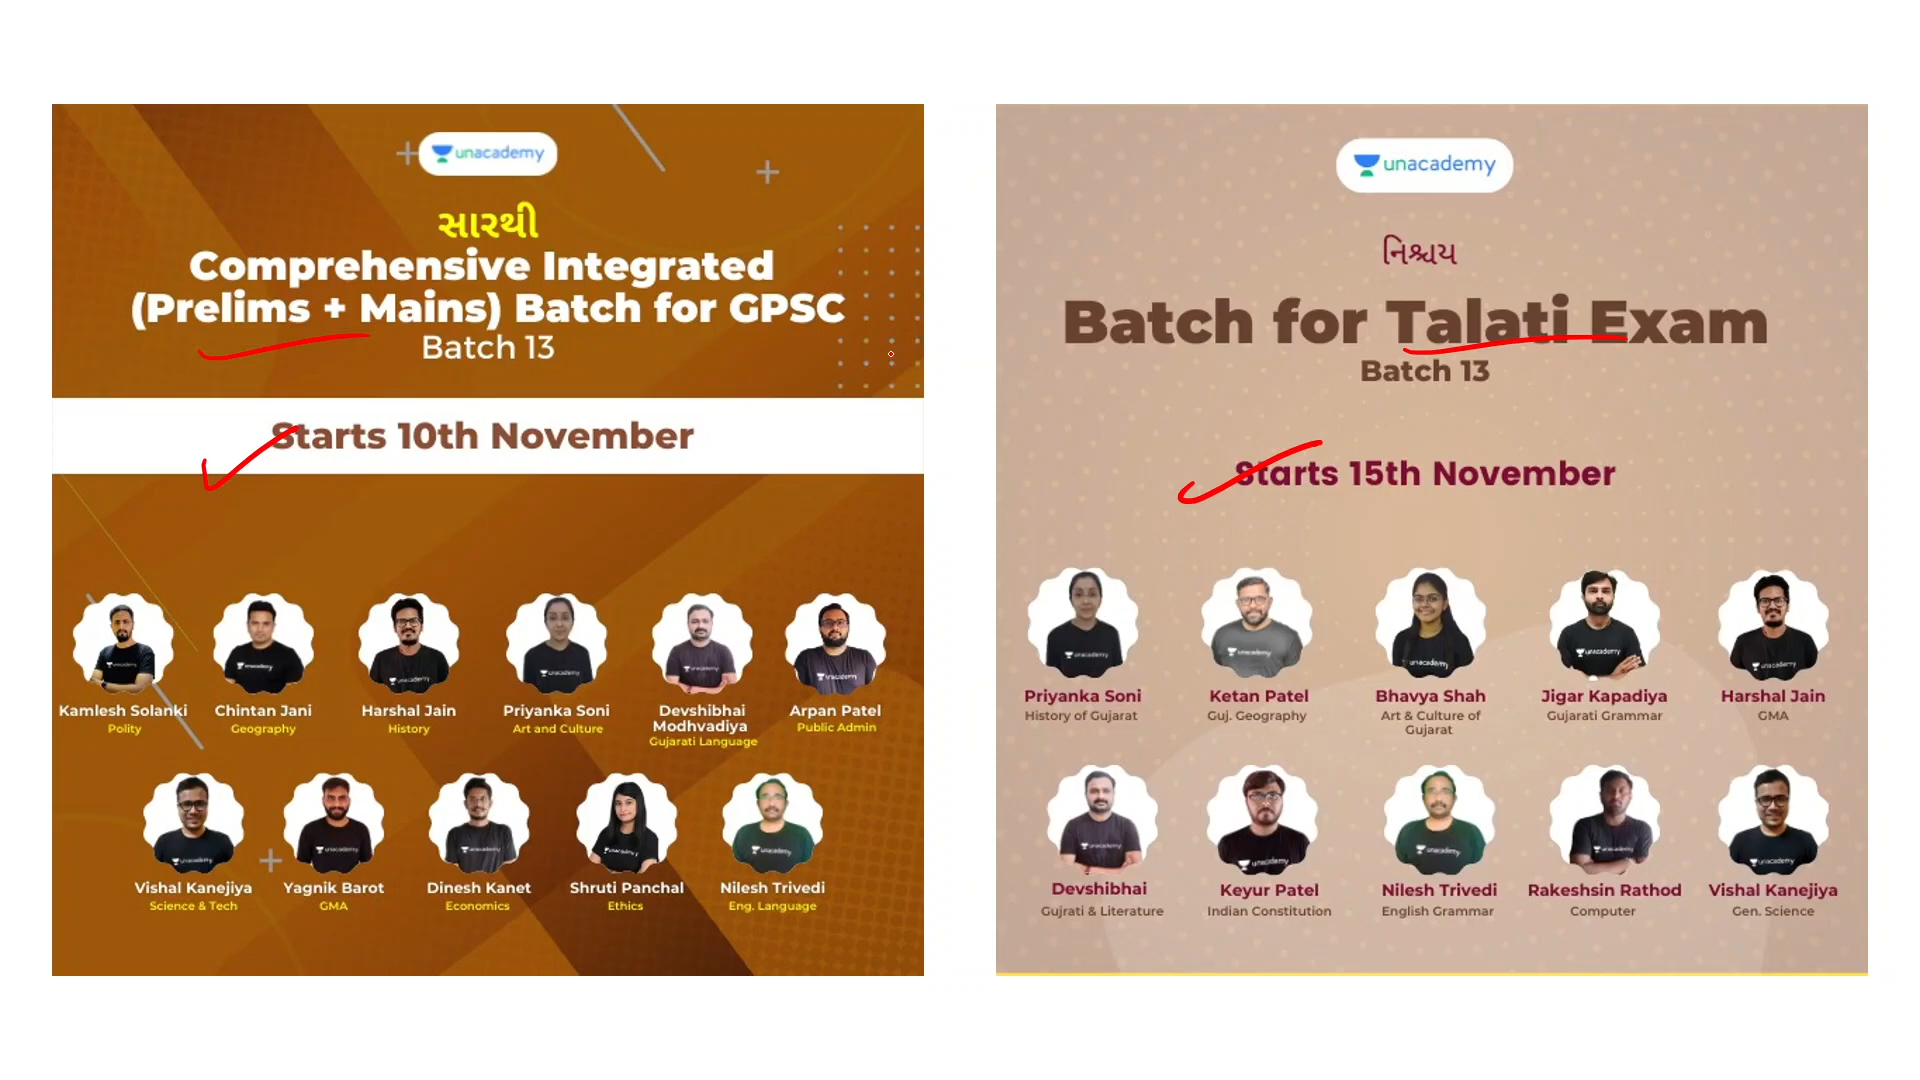 unacademy
સારથી
Comprehensive Integrated
(Prelims + Mains) Batch for GPSC
Batch 13
Starts 10th November
Kamlesh Solanki
Polity
Chintan Jani
Geography
Harshal Jain
History
Priyanka Soni
Art and Culture
Devshibhai
Modhvadiya
Gujarati Language
Arpan Patel
Public Admin
Vishal Kanejiya
Science & Tech
Yagnik Barot
GMA
Dinesh Kanet
Economics
Shruti Panchal
Ethics
Nilesh Trivedi
Eng. Language
unacademy
નિશ્ચય
Batch for Talati Exam
Batch 13
Starts 15th November
Priyanka Soni
History of Gujarat
Ketan Patel
Guj. Geography
Bhavya Shah
Art & Culture of
Gujarat
Jigar Kapadiya
Gujarati Grammar
Harshal Jain
GMA
Devshibhai
Gujrati & Literature
Keyur Patel
Indian Constitution
Nilesh Trivedi
English Grammar
Rakeshsin Rathod
Computer
Vishal Kanejiya
Gen. Science